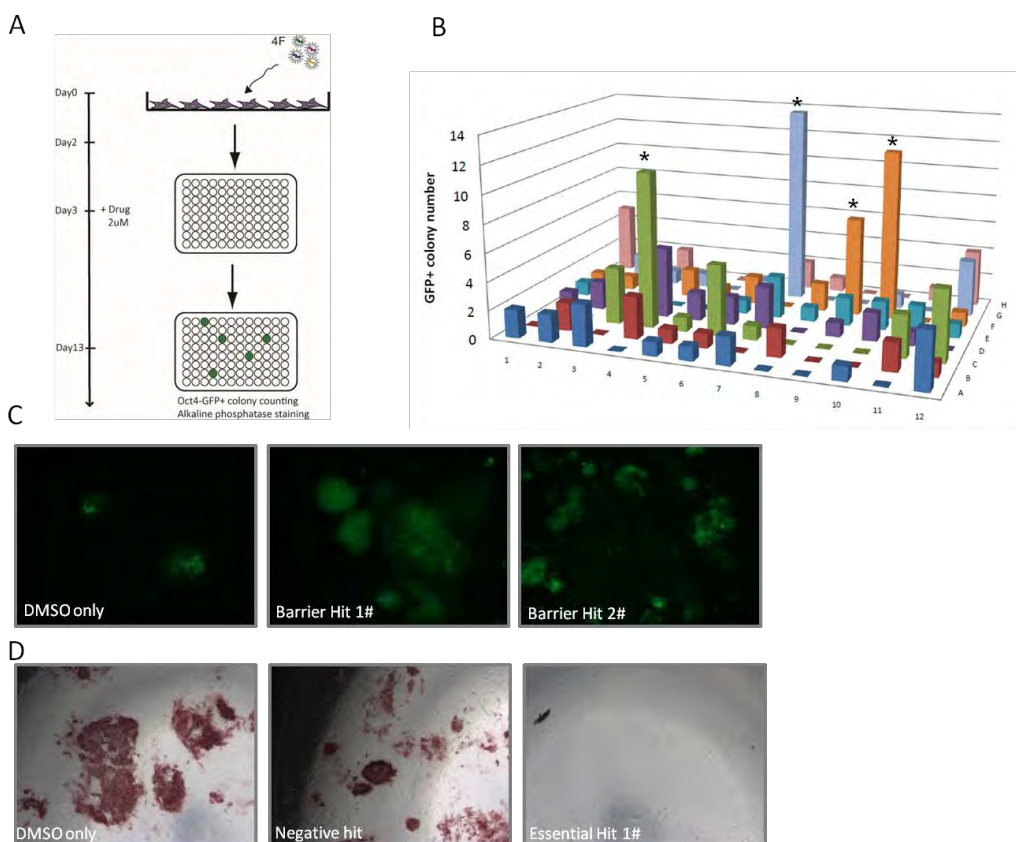 A
4F
Day0
Day2
Day3
+ Drug
2uM
Day13
Oct4-GFP+ colony counting
Alkaline phosphatase staining
B
GFP+ colony number
14
12
10
8
6
4
2
0
*
*
*
*
1
2
3
4
5
6
7
8
9
10
11
12
H
G
F
E
D
C
B
A
C
DMSO only
Barrier Hit 1#
Barrier Hit 2#
D
DMSO only
Negative hit
Essential Hit 1#